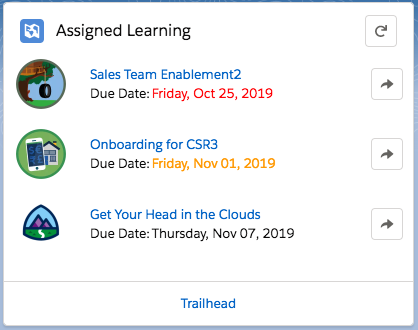 Assigned Learning
Sales Team Enablement2
Due Date: Friday, Oct 25, 2019
Onboarding for CSR3
Due Date: Friday, Nov 01, 2019
Get Your Head in the Clouds
Due Date: Thursday, Nov 07, 2019
Trailhead